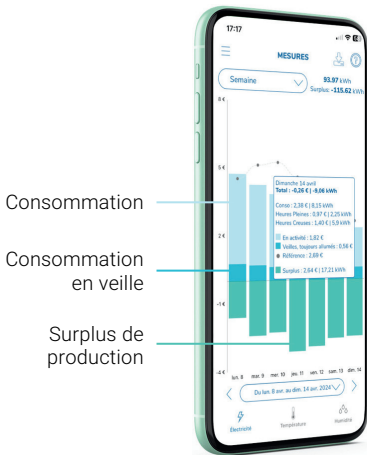 17:17
MESURES
Semaine
93.97 kWh
Surplus: -115.62 kWh
8 €
5 €
2 €
-1 €
-4 €
Dimanche 14 avril
Total : -0,26 € | -9,06 kWh
Conso : 2,38 € | 8,15 kWh
Heures Pleines : 0,97 € | 2,25 kWh
Heures Creuses : 1,40 € | 5,9 kWh
En activité : 1,82 €
Veilles, toujours allumés : 0,56 €
Référence : 2,68 €
Surplus : 2,64 € | 17,21 kWh
Consommation
Consommation
en veille
Surplus de
production
lun. 8 mar. 9 mer. 10 jeu. 11 ven. 12 sam. 13 dim. 14
Du lun. 8 avr. au dim. 14 avr. 2024
Électricité Température Humidité